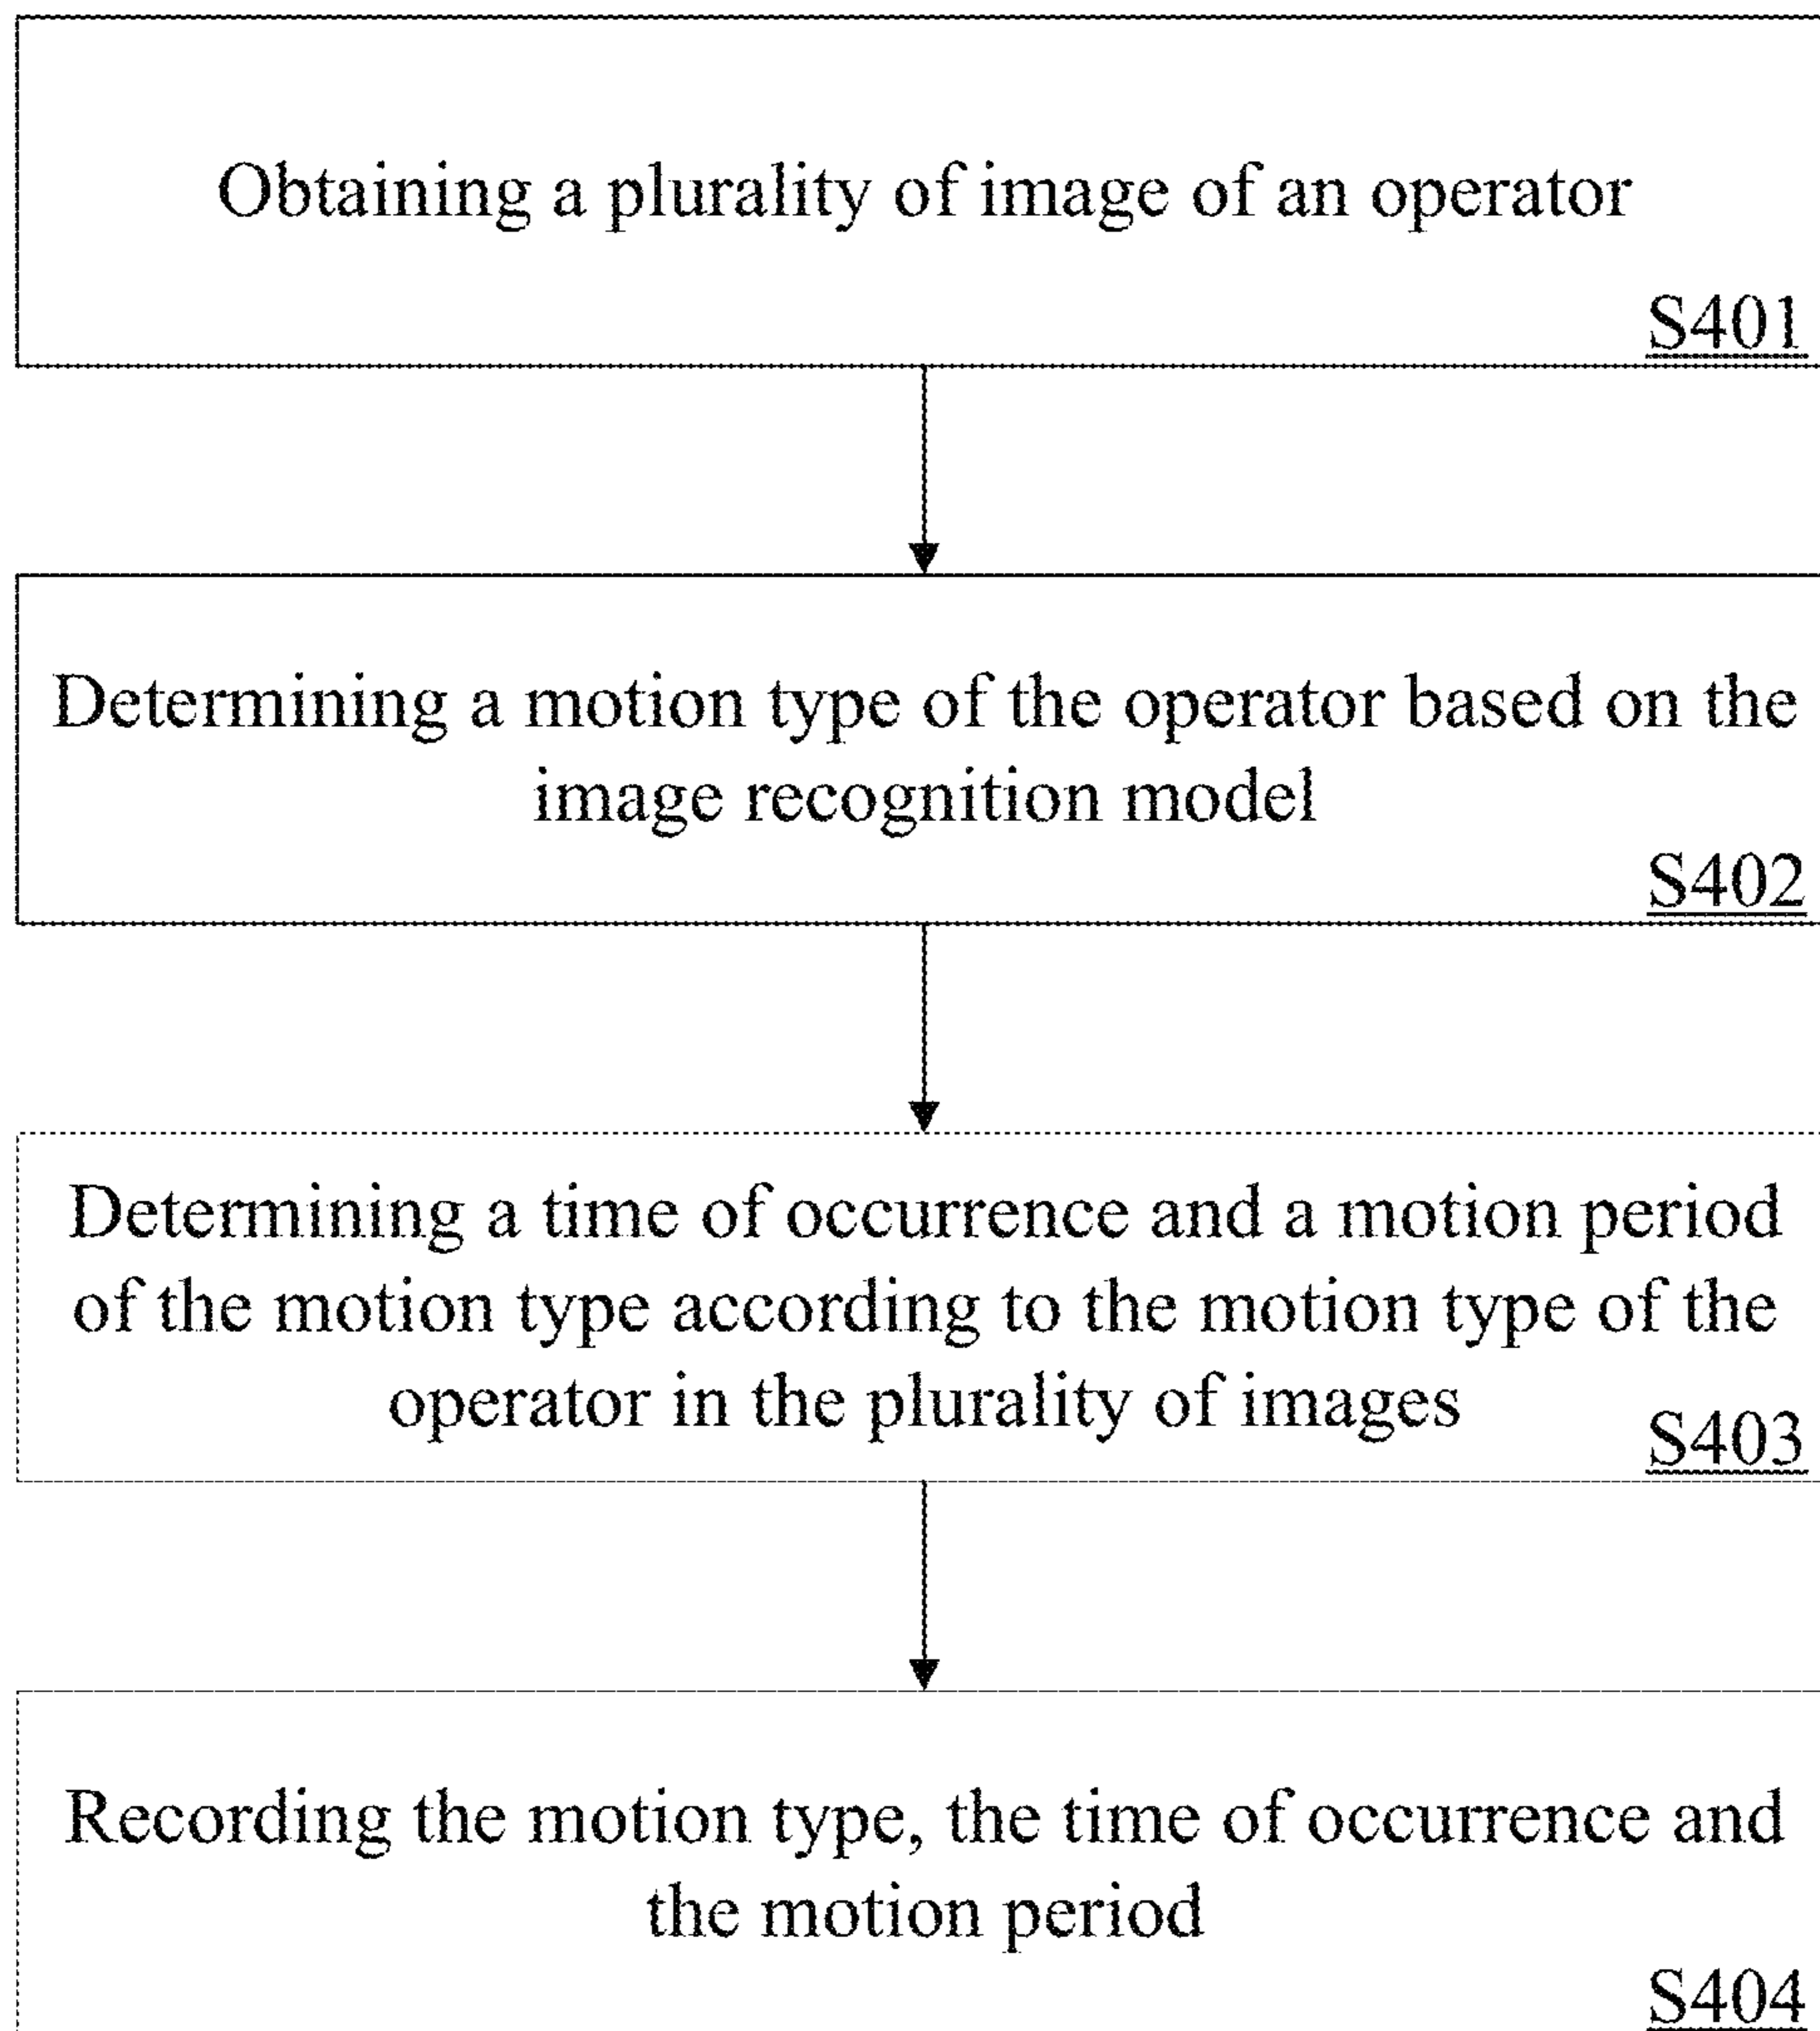 Obtaining a plurality of image of an operator
S401
Determining a motion type of the operator based on the
image recognition model
S402
Determining a time of occurrence and a motion period
of the motion type according to the motion type of the
operator in the plurality of images
S403
Recording the motion type, the time of occurrence and
the motion period
S404